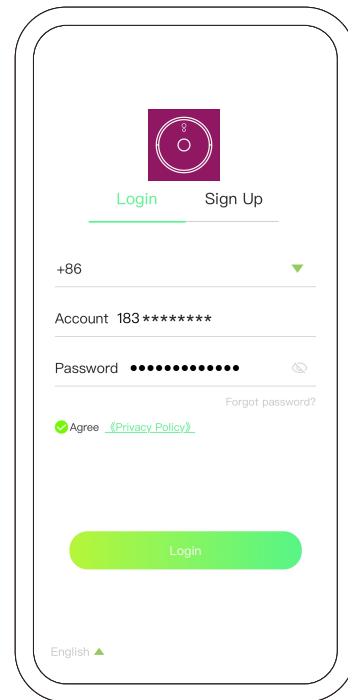 Login Sign Up
+86
Account 183********
Password •••••••••••••
Forgot password?
Agree 《Privacy Policy》
Login
English